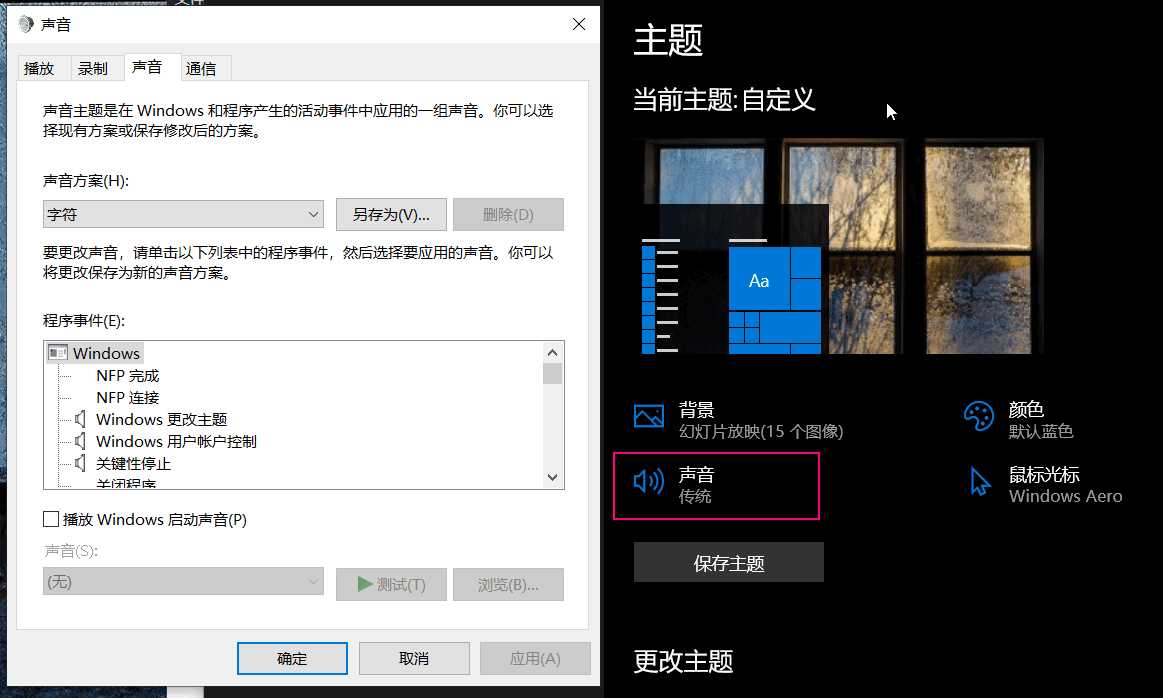 文件
声音
播放
录制
声音
通信
声音主题是在 Windows 和程序产生的活动事件中应用的一组声音。你可以选
择现有方案或保存修改后的方案。
声音方案(H):
字符
另存为(V)...
删除(D)
要更改声音，请单击以下列表中的程序事件，然后选择要应用的声音。你可以
将更改保存为新的声音方案。
程序事件(E):
Windows
NFP 完成
NFP 连接
Windows 更改主题
Windows 用户帐户控制
关键性停止
关闭程序
播放 Windows 启动声音(P)
声音(S):
(无)
测试(T)
浏览(B)...
确定
取消
应用(A)
主题
当前主题: 自定义
Aa
背景
幻灯片放映(15 个图像)
颜色
默认蓝色
声音
传统
鼠标光标
Windows Aero
保存主题
更改主题